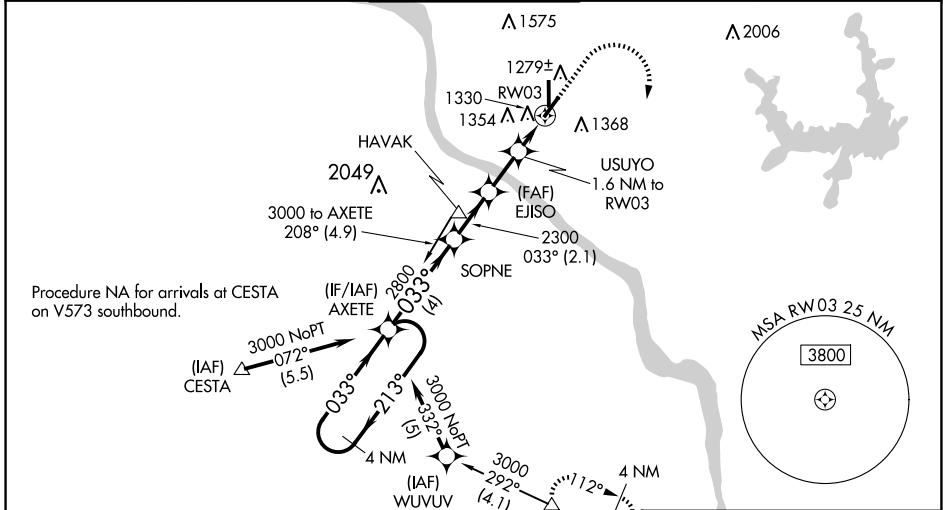 1575
2006
1279±
RW03
1330
1354
1368
HAVAK
2049
USUYO
1.6 NM to
RW03
(FAF)
EJISO
3000 to AXETE
208° (4.9)
2300
033° (2.1)
SOPNE
2800
033°
(4)
Procedure NA for arrivals at CESTA
on V573 southbound.
(IF/IAF)
AXETE
3000 NoPT
072°
(5.5)
(IAF)
CESTA
033°
213°
4 NM
3000 NoPT
332°
(5)
(IAF)
WUVUV
3000
292°
(4.1)
112°
4 NM
MSA RW03 25 NM
3800